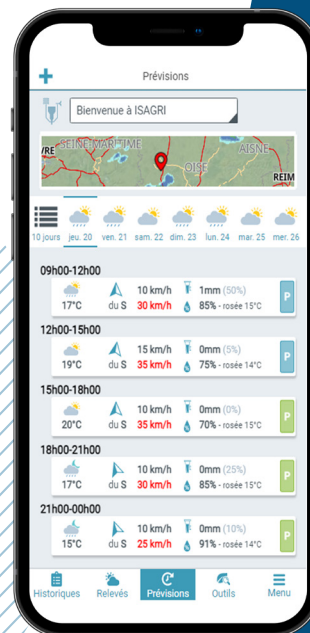 Prévisions
Bienvenue à ISAGRI
VRE SEINE-MARITIME AISNE
OISE
REIM
10 jours jeu. 20 ven. 21 sam. 22 dim. 23 lun. 24 mar. 25 mer. 26
09h00-12h00
10 km/h 1mm (50%)
17°C du S 30 km/h 85% - rosée 15°C
P
12h00-15h00
15 km/h 0mm (5%)
19°C du S 35 km/h 75% - rosée 14°C
P
15h00-18h00
10 km/h 0mm (0%)
20°C du S 35 km/h 70% - rosée 15°C
P
18h00-21h00
10 km/h 0mm (25%)
17°C du S 30 km/h 85% - rosée 15°C
P
21h00-00h00
10 km/h 0mm (10%)
15°C du S 25 km/h 91% - rosée 14°C
P
Historiques Relevés Prévisions Outils Menu